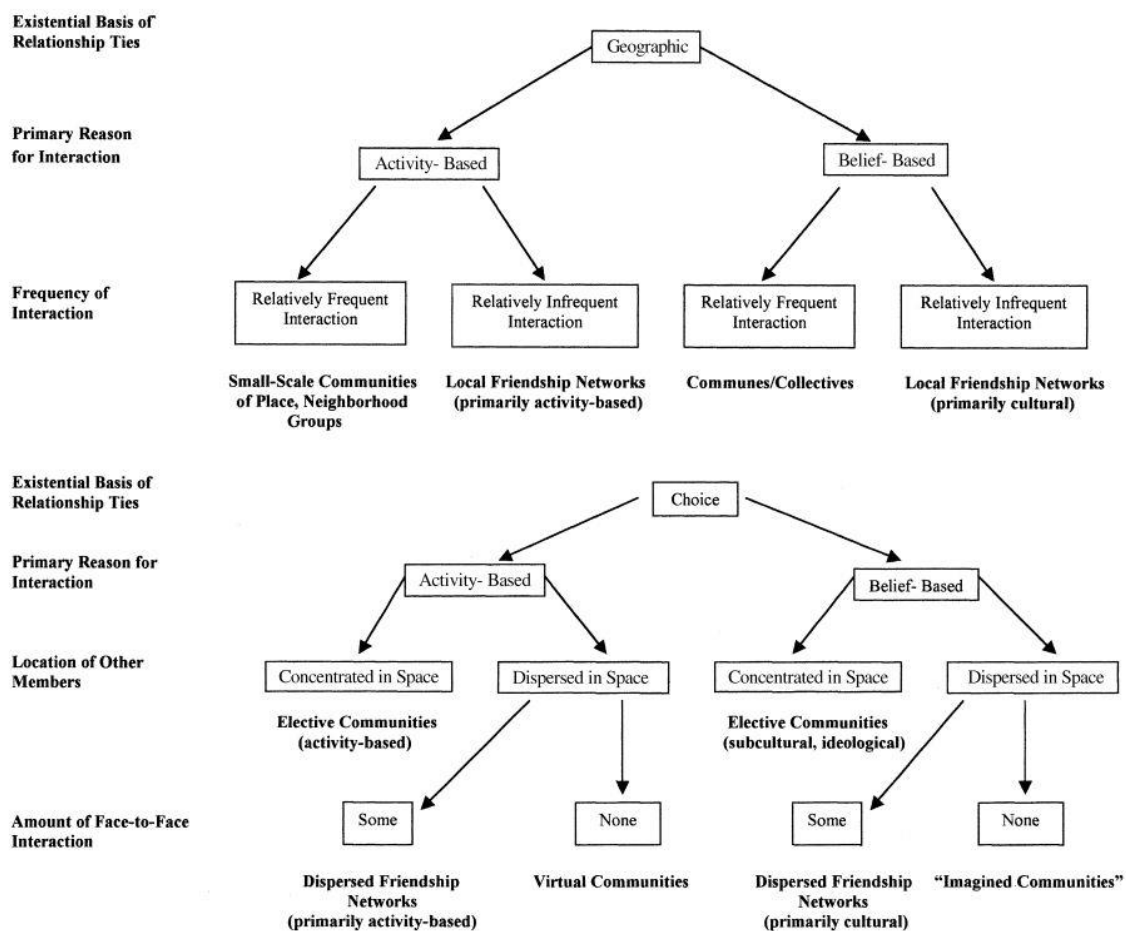 Existential Basis of
Relationship Ties
Geographic
Primary Reason
for Interaction
Activity- Based
Belief-Based
Frequency of
Interaction
Relatively Frequent
Interaction
Relatively Infrequent
Interaction
Relatively Frequent
Interaction
Relatively Infrequent
Interaction
Small-Scale Communities
of Place, Neighborhood
Groups
Local Friendship Networks
(primarily activity-based)
Communes/Collectives
Local Friendship Networks
(primarily cultural)
Existential Basis of
Relationship Ties
Choice
Primary Reason for
Interaction
Activity- Based
Belief- Based
Location of Other
Members
Concentrated in Space
Dispersed in Space
Concentrated in Space
Dispersed in Space
Elective Communities
(activity-based)
Elective Communities
(subcultural, ideological)
Amount of Face-to-Face
Interaction
Some
None
Some
None
Dispersed Friendship
Networks
(primarily activity-based)
Virtual Communities
Dispersed Friendship
Networks
(primarily cultural)
“Imagined Communities”